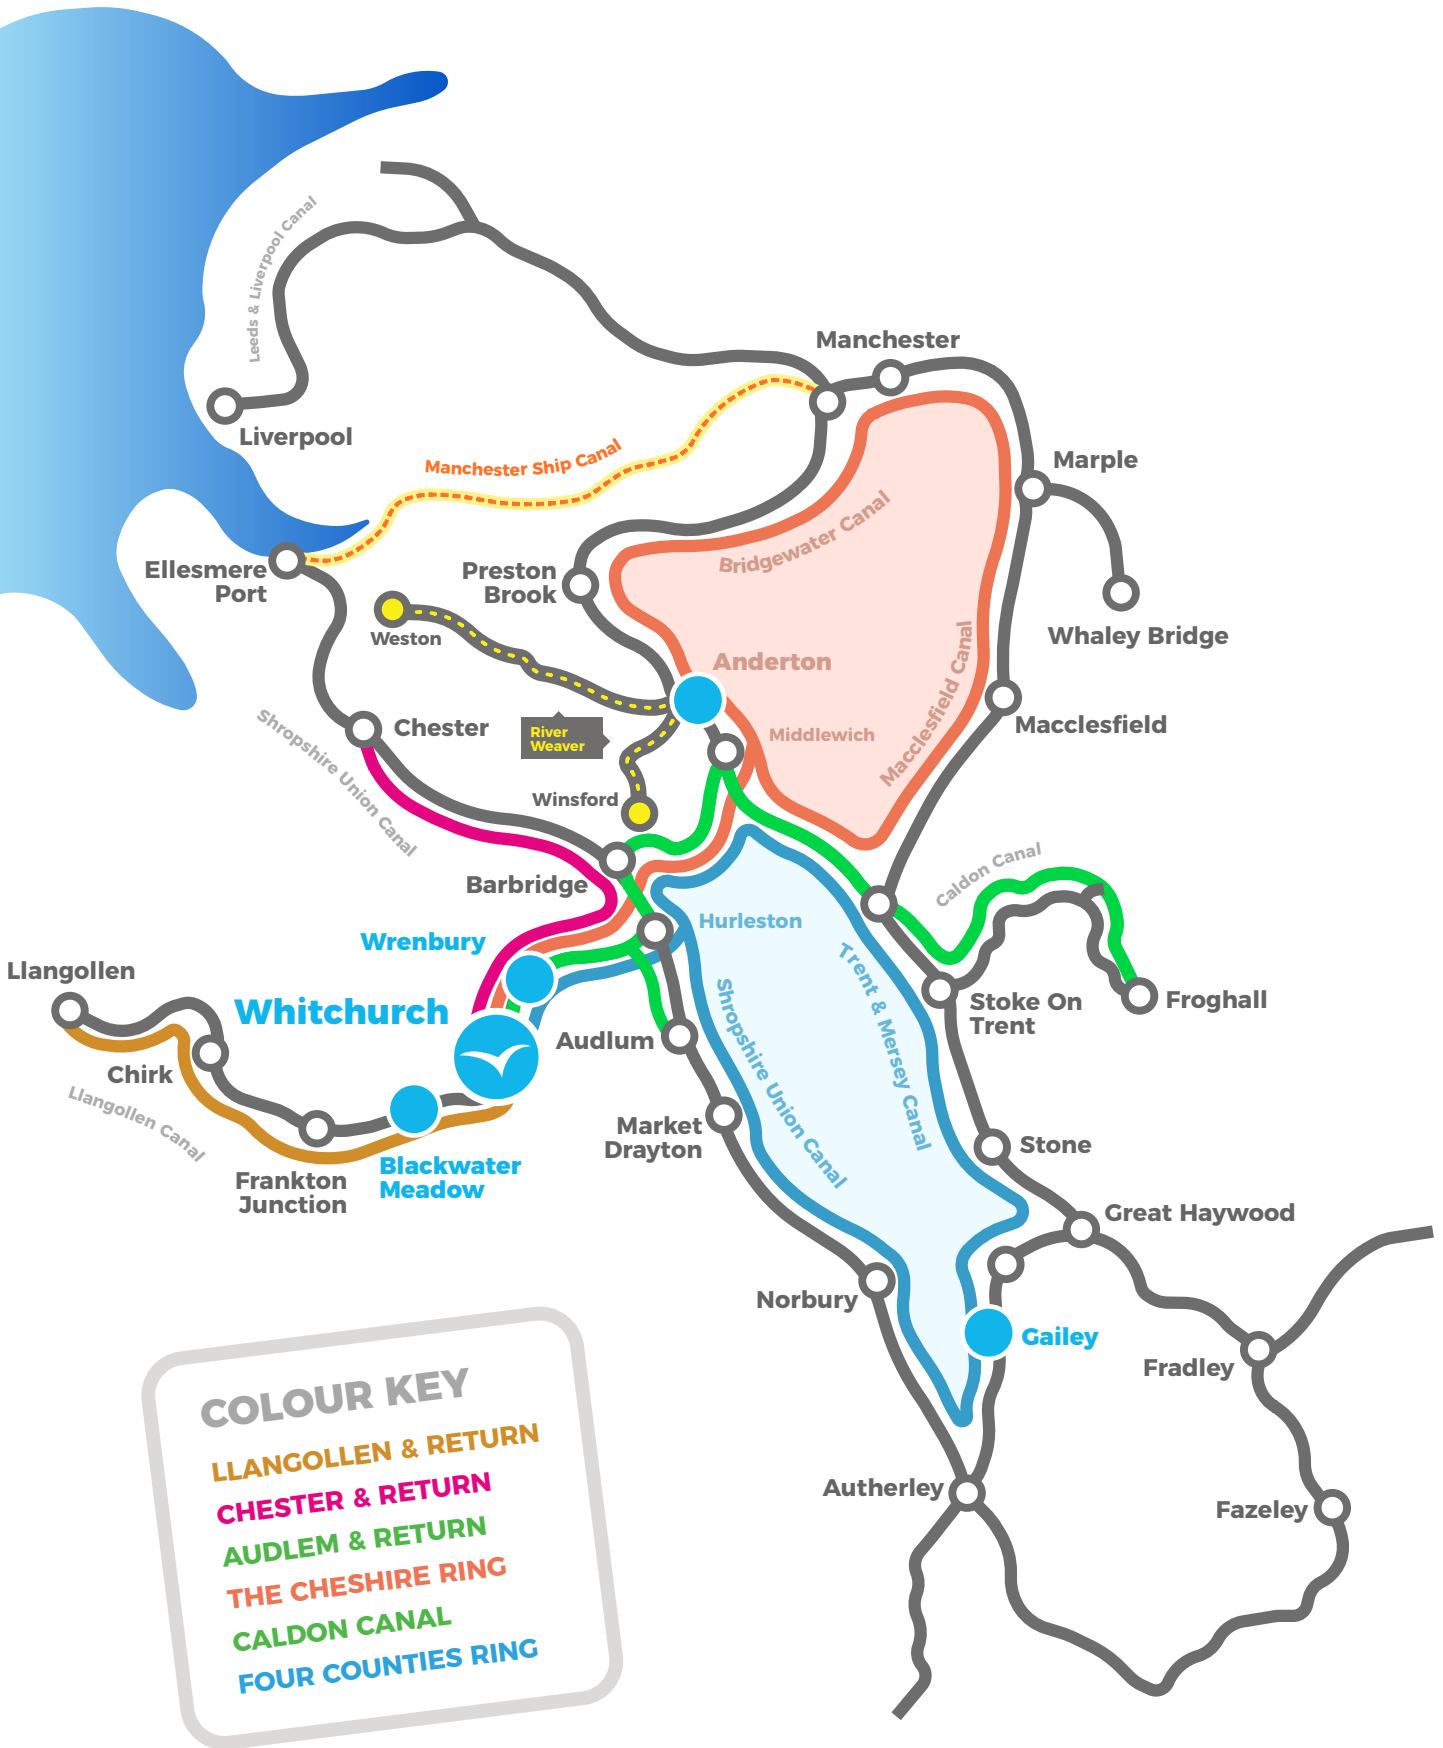 Leeds & Liverpool Canal
Manchester
Liverpool
Manchester Ship Canal
Marple
Bridgewater Canal
Ellesmere
Port
Preston
Brook
Weston
Whaley Bridge
Anderton
Macclesfield Canal
Shropshire Union Canal
Chester
River
Weaver
Middlewich
Macclesfield
Winsford
Barbridge
Caldon Canal
Hurleston
Wrenbury
Llangollen
Whitchurch
Trent & Mersey Canal
Stoke On
Trent
Froghall
Audlum
Shropshire Union Canal
Chirk
Llangollen Canal
Market
Drayton
Stone
Blackwater
Meadow
Frankton
Junction
Great Haywood
Norbury
Gailey
Fradley
Autherley
Fazeley
COLOUR KEY
LLANGOLLEN & RETURN
CHESTER & RETURN
AUDLEM & RETURN
THE CHESHIRE RING
CALDON CANAL
FOUR COUNTIES RING